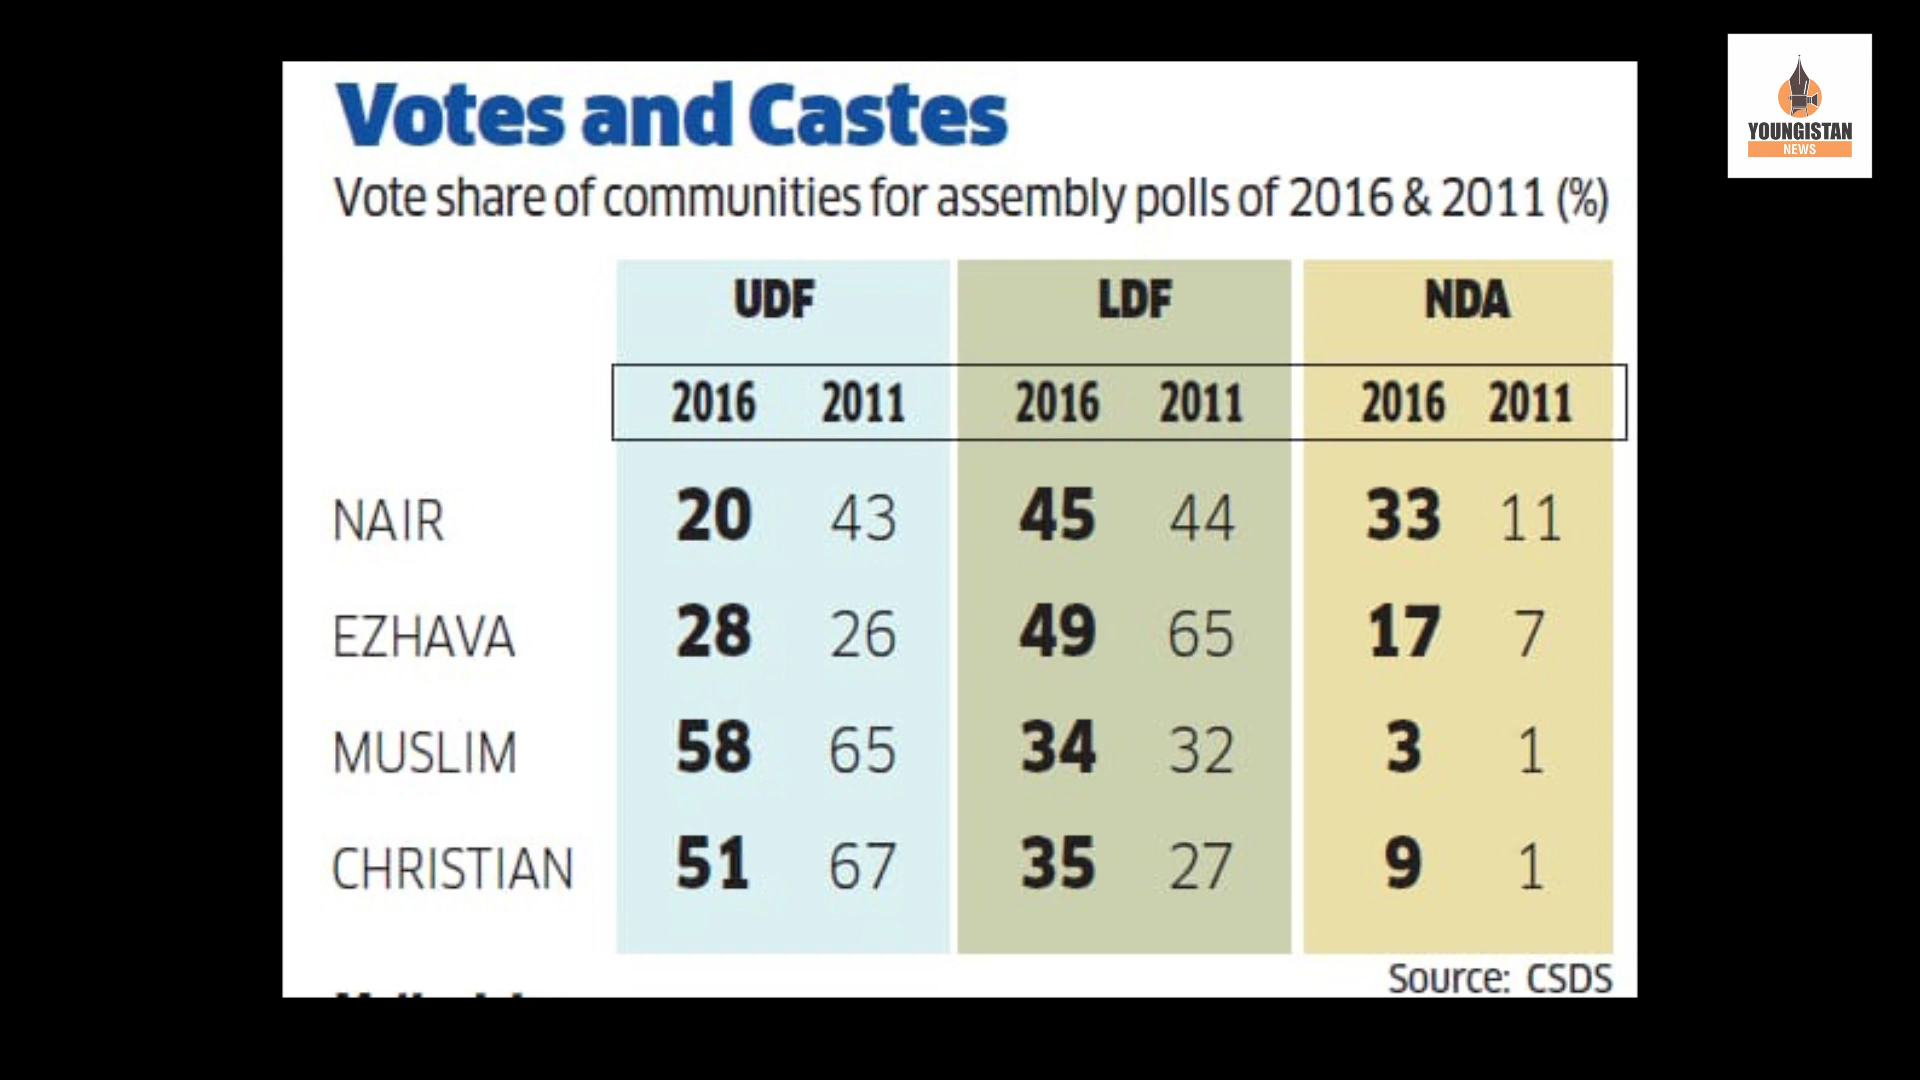 Votes and Castes
Vote share of communities for assembly polls of 2016 & 2011 (%)
UDF LDF NDA
2016 2011 2016 2011 2016 2011
NAIR 20 43 45 44 33 11
EZHAVA 28 26 49 65 17 7
MUSLIM 58 65 34 32 3 1
CHRISTIAN 51 67 35 27 9 1
Source: CSDS
YOUNGISTAN
NEWS